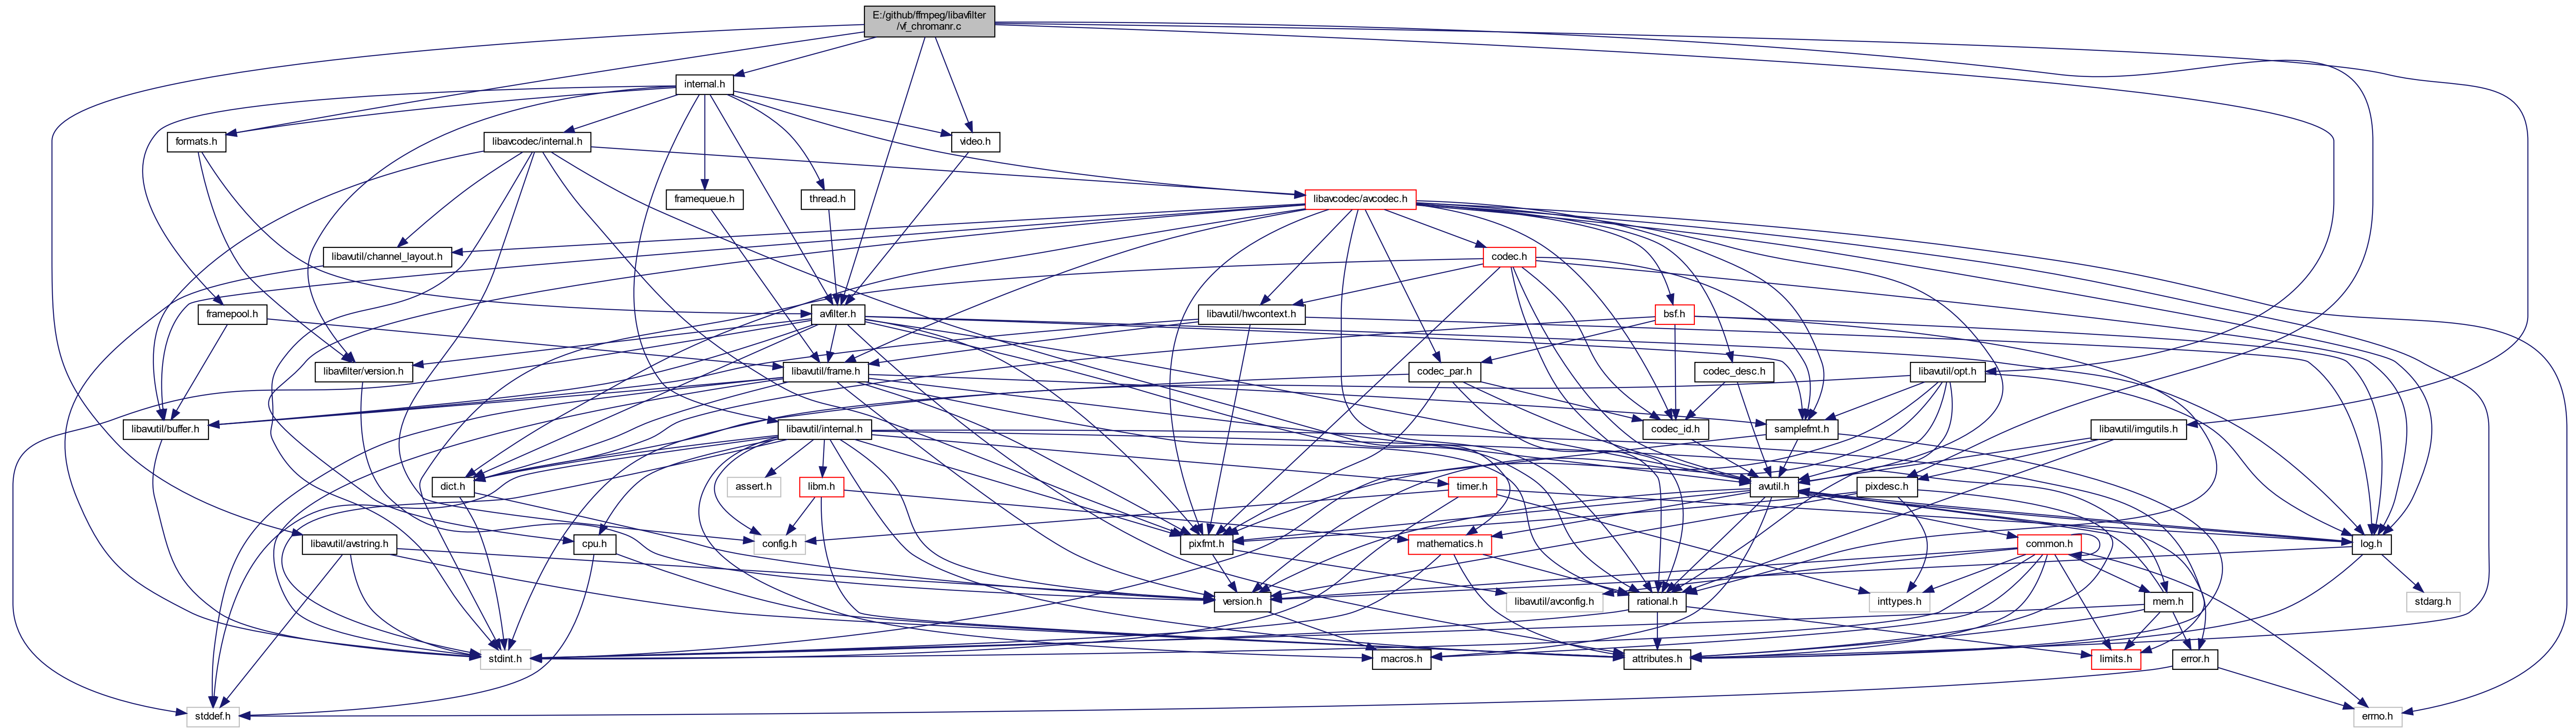 E:/github/ffmpeg/libavfilter
/vf_chromanr.c
internal.h
formats.h
libavcodec/internal.h
video.h
framequeue.h
thread.h
libavcodec/avcodec.h
libavutil/channel_layout.h
codec.h
framepool.h
avfilter.h
libavutil/hwcontext.h
bsf.h
libavfilter/version.h
libavutil/frame.h
codec_par.h
codec_desc.h
libavutil/opt.h
libavutil/buffer.h
libavutil/internal.h
codec_id.h
samplefmt.h
libavutil/imgutils.h
dict.h
assert.h
libm.h
timer.h
avutil.h
pixdesc.h
libavutil/avstring.h
cpu.h
config.h
pixfmt.h
mathematics.h
common.h
log.h
version.h
libavutil/avconfig.h
rational.h
inttypes.h
mem.h
stdarg.h
stdint.h
macros.h
attributes.h
limits.h
error.h
stddef.h
errno.h